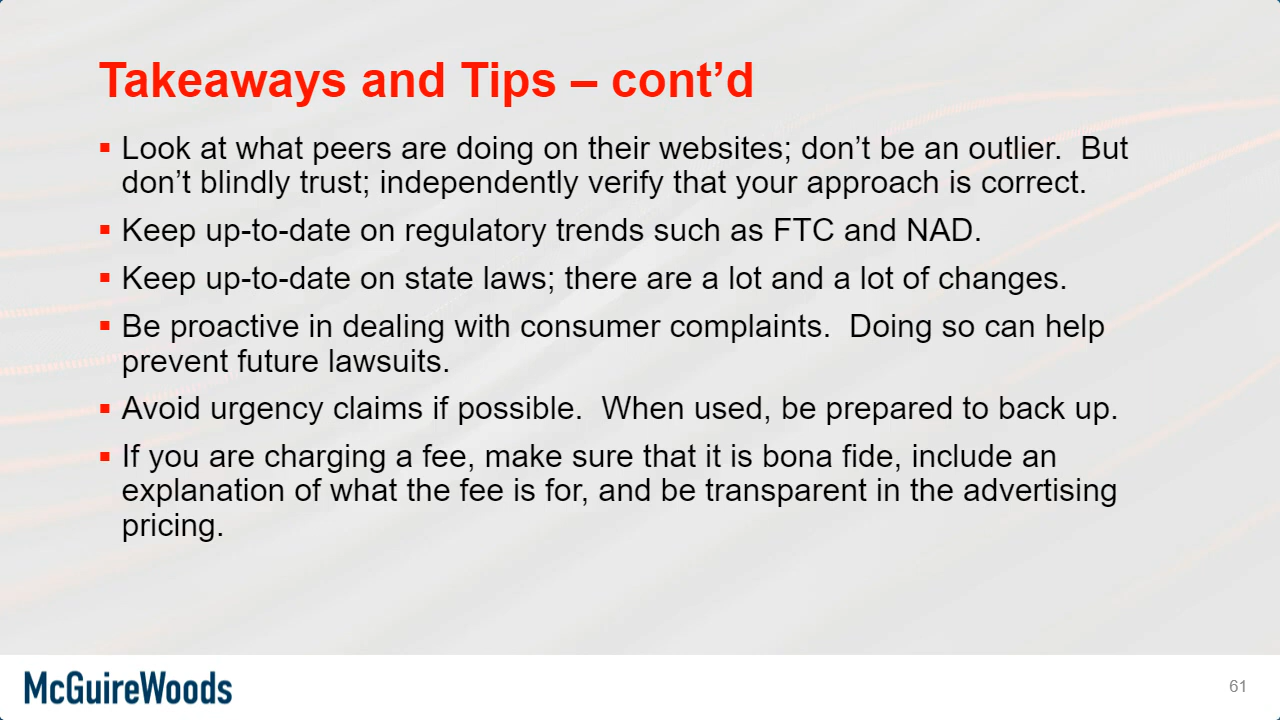 Takeaways and Tips – cont’d
▪ Look at what peers are doing on their websites; don’t be an outlier.  But
don’t blindly trust; independently verify that your approach is correct.
▪ Keep up-to-date on regulatory trends such as FTC and NAD.
▪ Keep up-to-date on state laws; there are a lot and a lot of changes.
▪ Be proactive in dealing with consumer complaints.  Doing so can help
prevent future lawsuits.
▪ Avoid urgency claims if possible.  When used, be prepared to back up.
▪ If you are charging a fee, make sure that it is bona fide, include an
explanation of what the fee is for, and be transparent in the advertising
pricing.
McGuireWoods
61